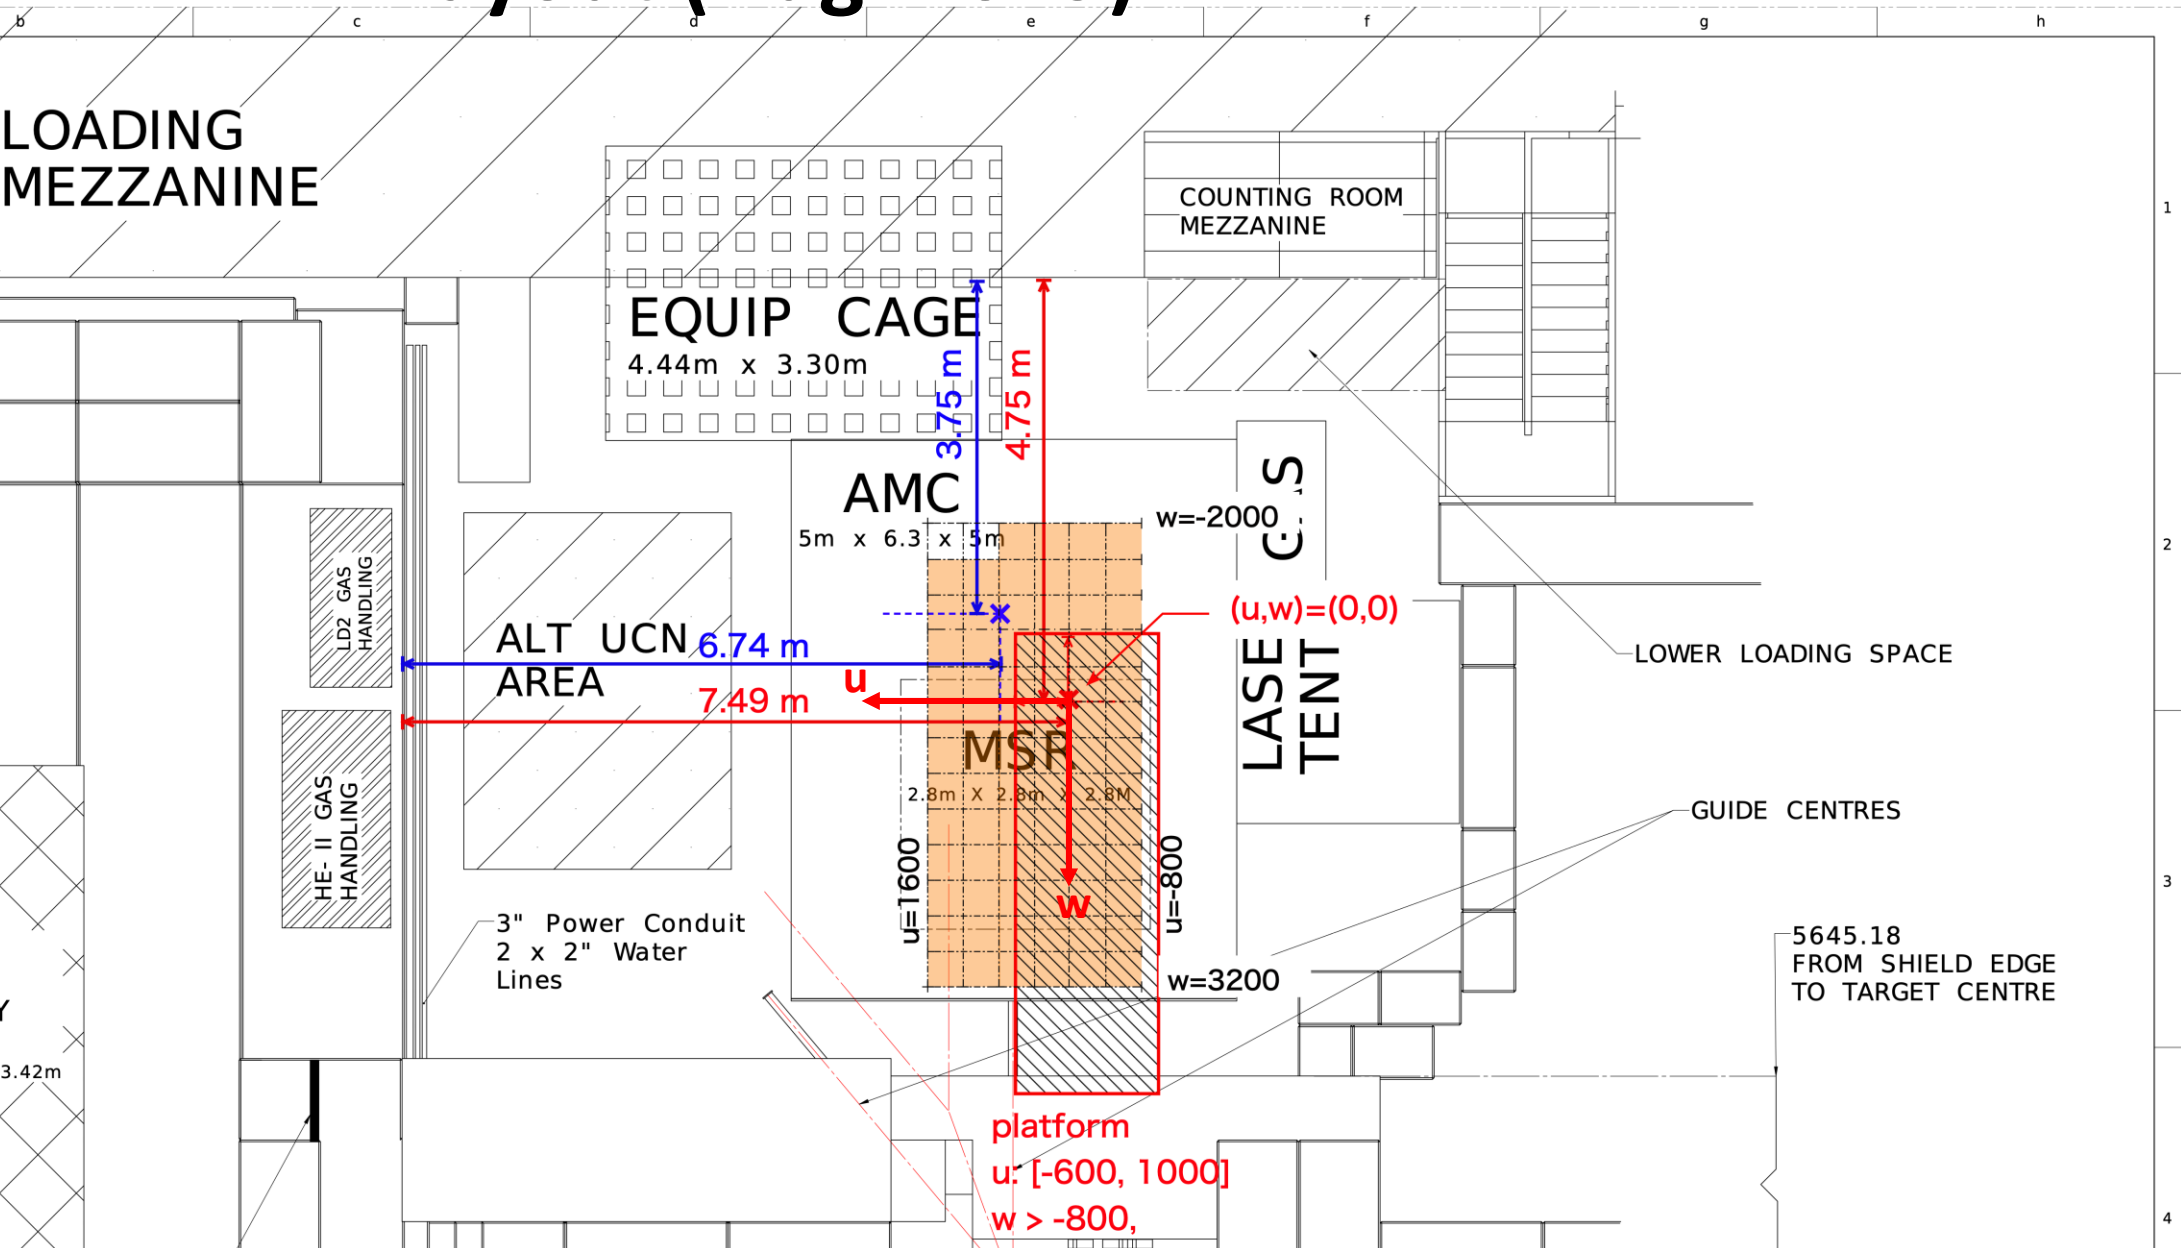 b c d e f g h
LOADING
MEZZANINE
COUNTING ROOM
MEZZANINE
1
EQUIP CAGE
4.44m x 3.30m
3.75 m
4.75 m
AMC
5m x 6.3 x 5m
w=-2000
2
LD2 GAS
HANDLING
ALT UCN
AREA
6.74 m
7.49 m
u
(u,w)=(0,0)
LASE
TENT
LOWER LOADING SPACE
MSR
2.8m X 2.8m X 2.8M
HE- II GAS
HANDLING
GUIDE CENTRES
u=1600
u=-800
w
3
3" Power Conduit
2 x 2" Water
Lines
w=3200
5645.18
FROM SHIELD EDGE
TO TARGET CENTRE
3.42m
platform
u: [-600, 1000]
w > -800,
4